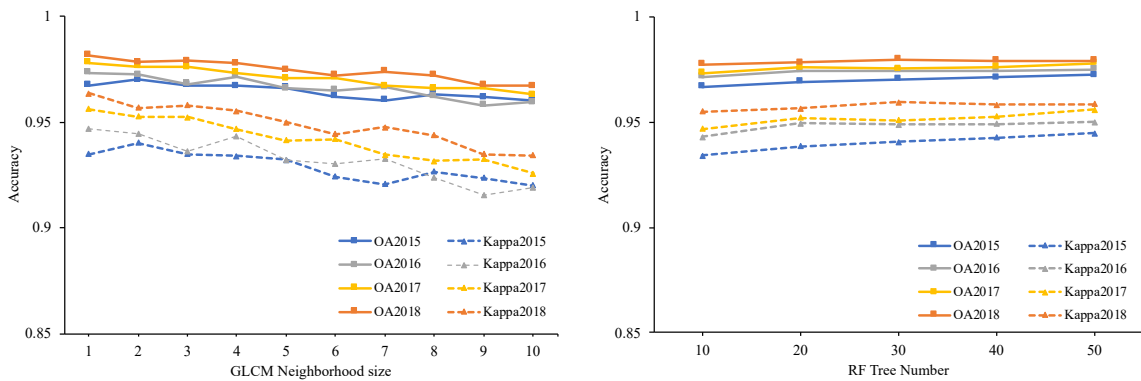 1
0.95
0.9
0.85
Accuracy
1 2 3 4 5 6 7 8 9 10
GLCM Neighborhood size
OA2015 Kappa2015
OA2016 Kappa2016
OA2017 Kappa2017
OA2018 Kappa2018
1
0.95
0.9
0.85
Accuracy
10 20 30 40 50
RF Tree Number
OA2015 Kappa2015
OA2016 Kappa2016
OA2017 Kappa2017
OA2018 Kappa2018